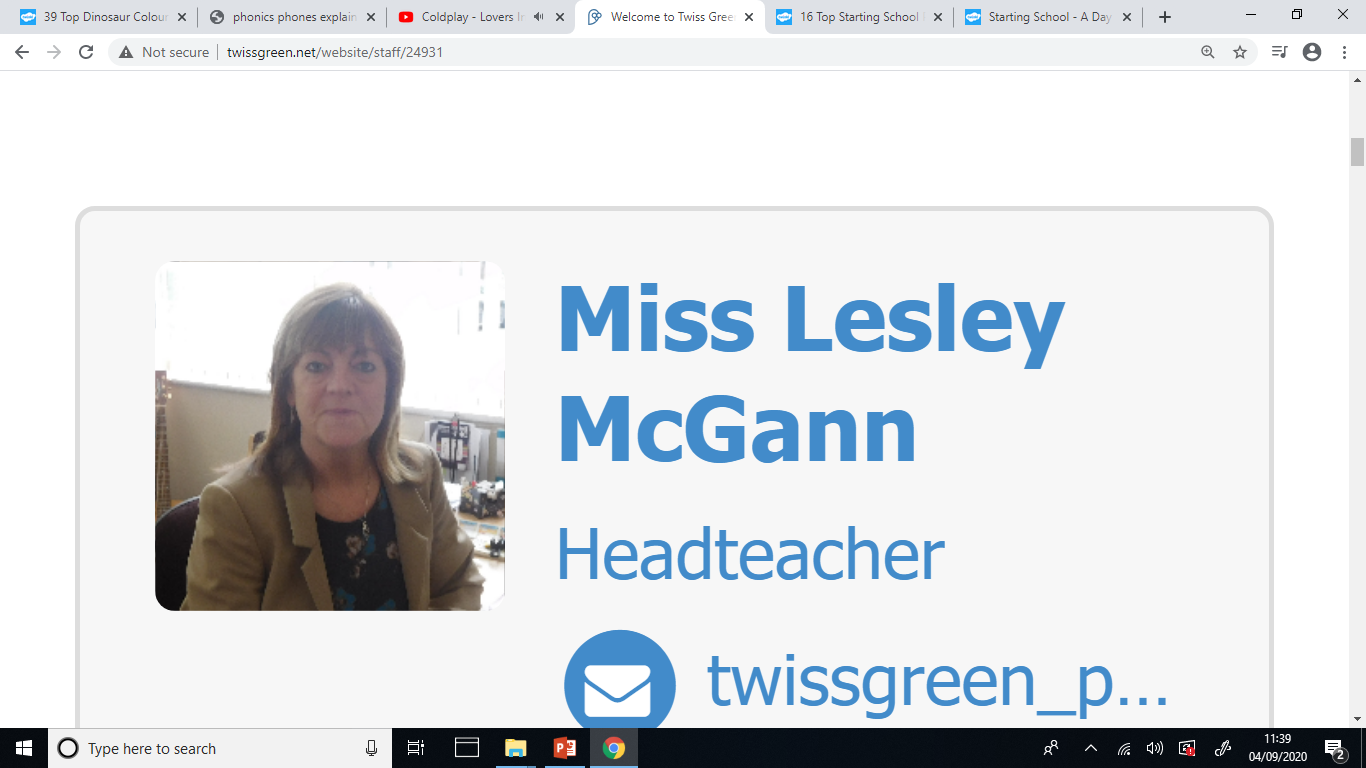 39 Top Dinosaur Colour
phonics phones explain
Coldplay - Lovers In
Welcome to Twiss Gree
16 Top Starting School
Starting School - A Day
Not secure
twissgreen.net/website/staff/24931
Miss Lesley
McGann
Headteacher
twissgreen_p...
Type here to search
11:39
04/09/2020
2